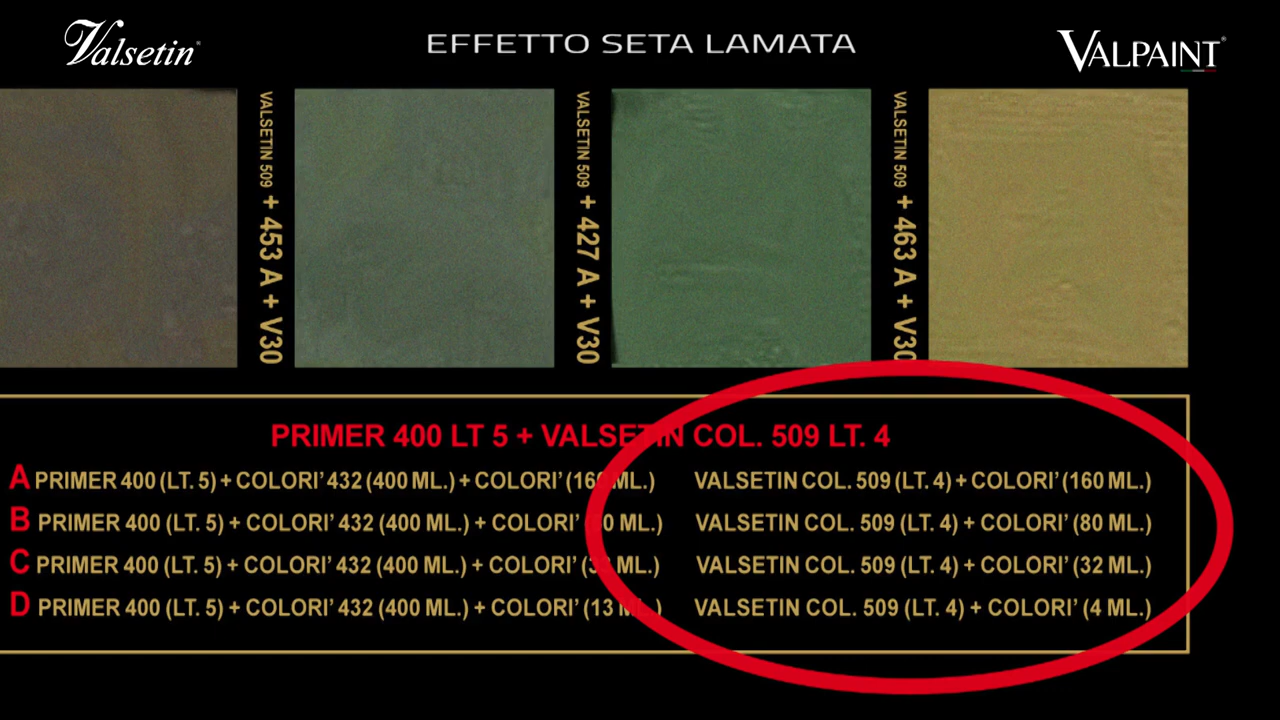 Valsetin®
EFFETTO SETA LAMATA
VALPAINT®
VALSETIN 509 + 453 A + V30
VALSETIN 509 + 427 A + V30
VALSETIN 509 + 463 A + V30
PRIMER 400 LT 5 + VALSETIN COL. 509 LT. 4
A PRIMER 400 (LT. 5) + COLORI' 432 (400 ML.) + COLORI' (160 ML.) VALSETIN COL. 509 (LT. 4) + COLORI' (160 ML.)
B PRIMER 400 (LT. 5) + COLORI' 432 (400 ML.) + COLORI' ML.) VALSETIN COL. 509 (LT. 4) + COLORI' (80 ML.)
C PRIMER 400 (LT. 5) + COLORI' 432 (400 ML.) + COLORI' ML.) VALSETIN COL. 509 (LT. 4) + COLORI' (32 ML.)
D PRIMER 400 (LT. 5) + COLORI' 432 (400 ML.) + COLORI' (13 ML.) VALSETIN COL. 509 (LT. 4) + COLORI' (4 ML.)